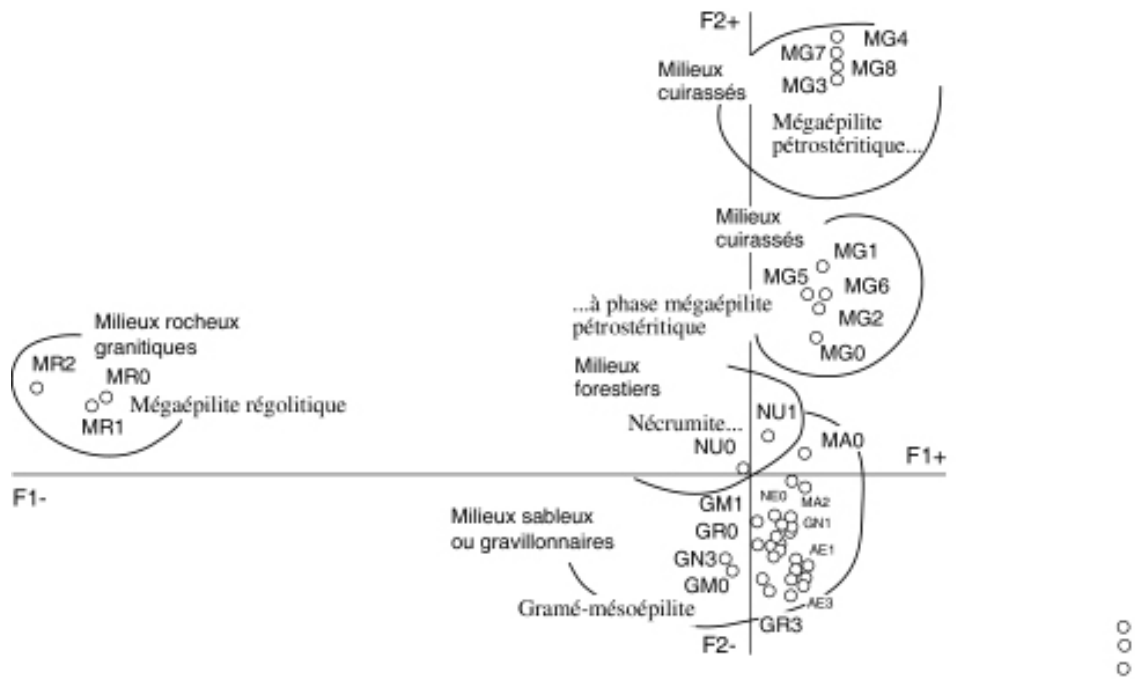 F2+
MG4
MG7
MG8
MG3
Milieux
cuirassés
Mégaépilite
pétrostéritique...
Milieux
cuirassés
MG1
MG5
MG6
...à phase mégaépilite
pétrostéritique
MG2
MG0
Milieux rocheux
granitiques
MR2
MR0
Mégaépilite régolitique
MR1
Milieux
forestiers
Nécrumite...
NU1
NU0
MA0
F1+
F1-
GM1
NE0
MA2
Milieux sableux
ou gravillonnaires
GR0
GN1
GN3
AE1
GM0
Gramé-mésoépilite
AE3
GR3
F2-